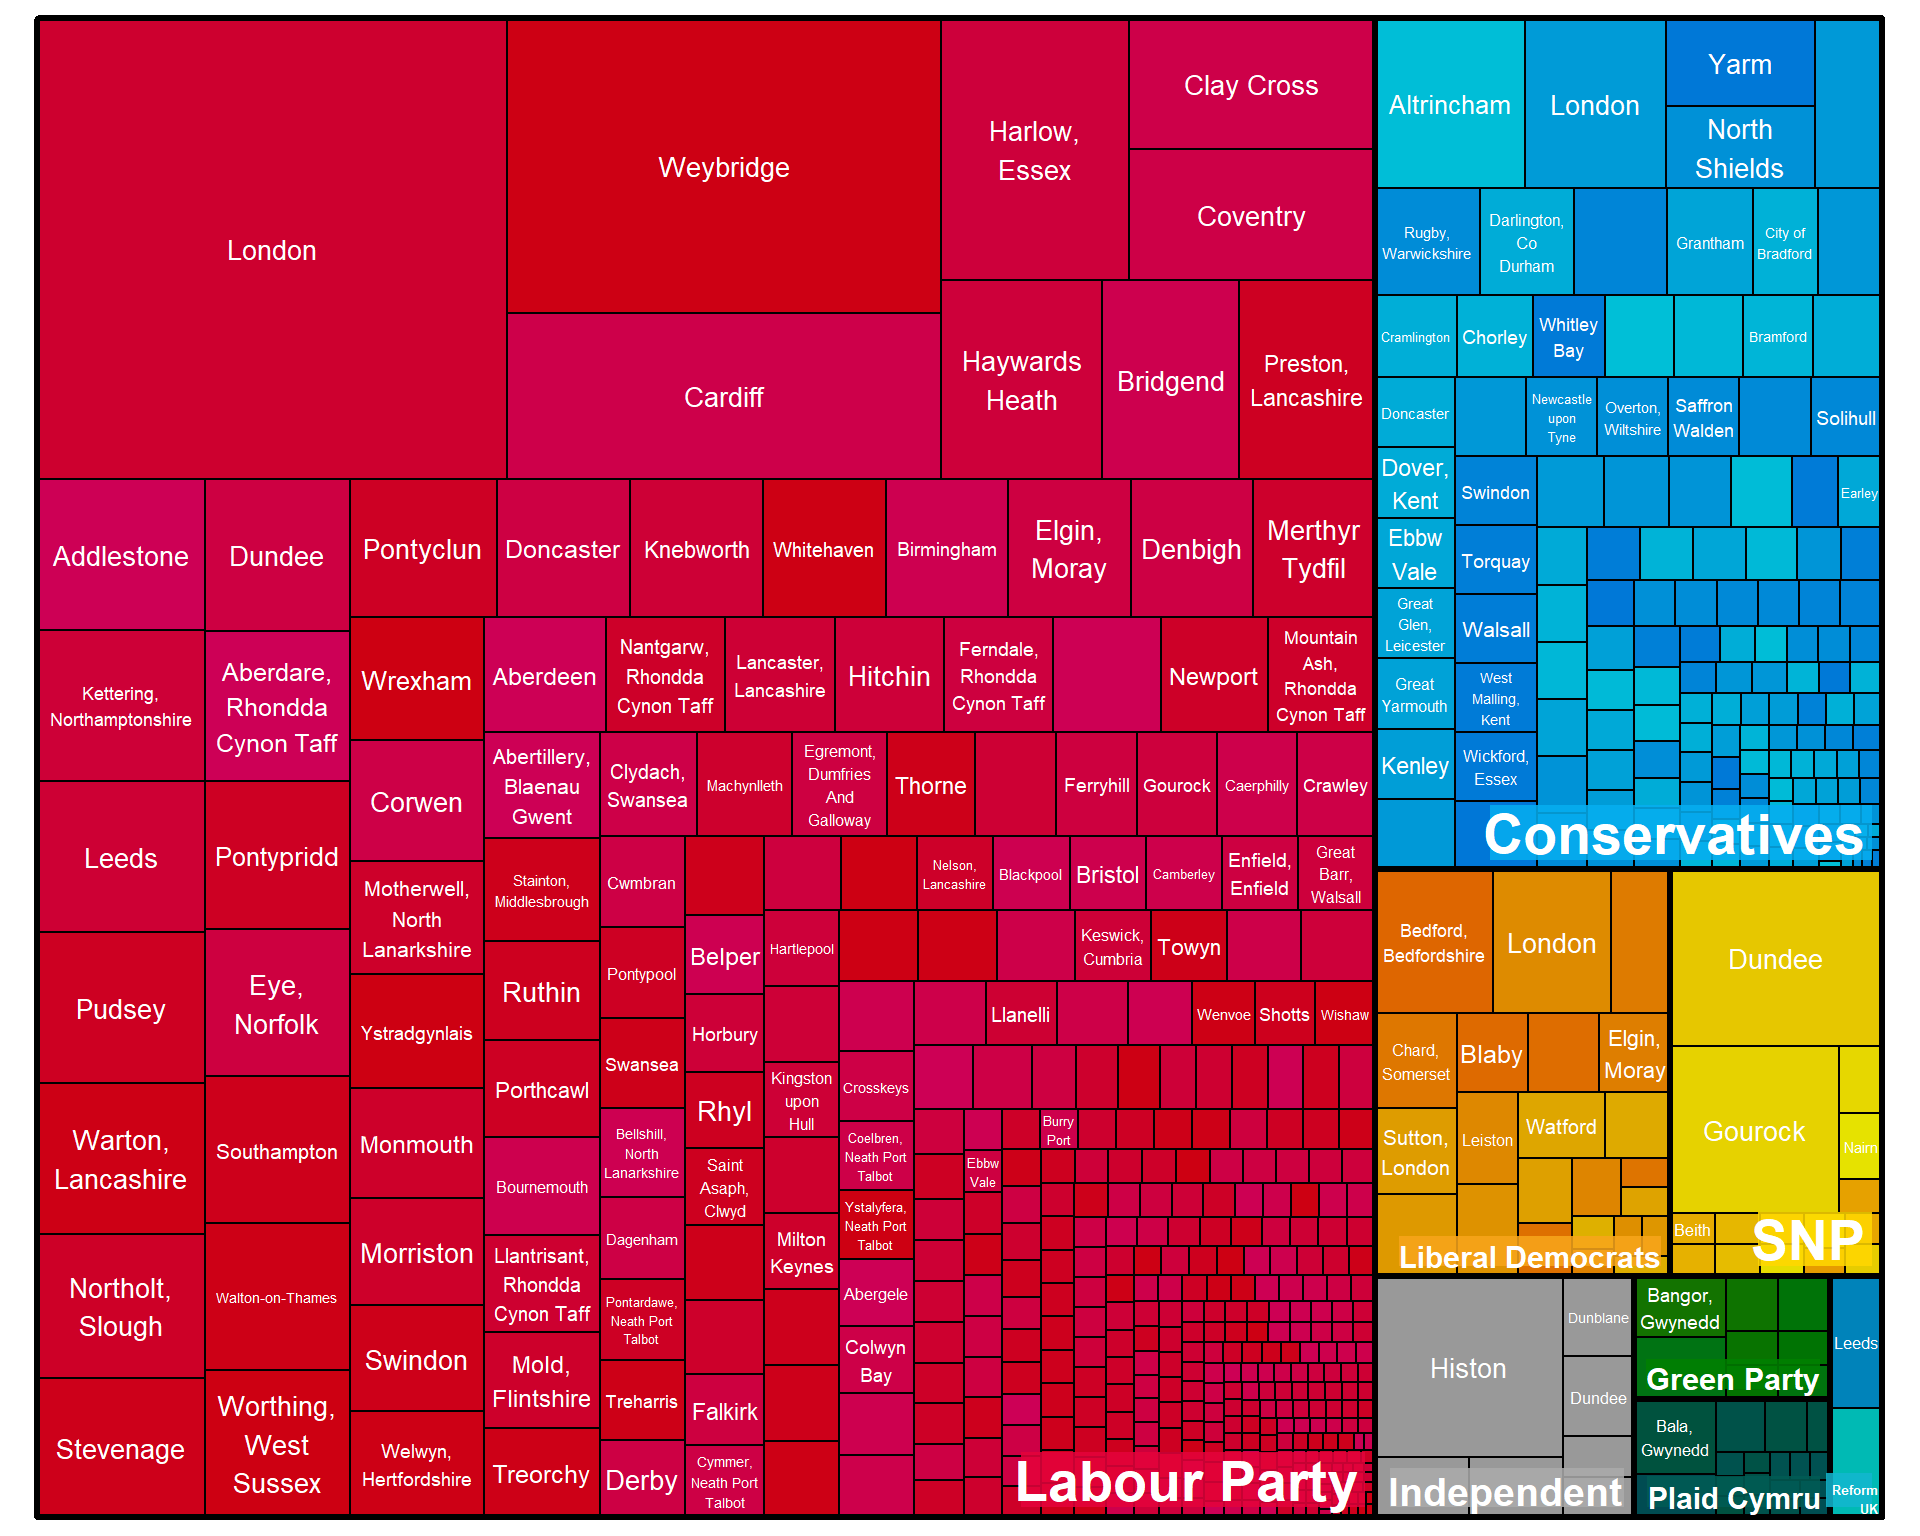 London
Weybridge
Cardiff
Harlow,
Essex
Clay Cross
Coventry
Haywards
Heath
Bridgend
Preston,
Lancashire
Addlestone
Dundee
Pontyclun
Doncaster
Knebworth
Whitehaven
Birmingham
Elgin,
Moray
Denbigh
Merthyr
Tydfil
Kettering,
Northamptonshire
Aberdare,
Rhondda
Cynon Taff
Wrexham
Aberdeen
Nantgarw,
Rhondda
Cynon Taff
Lancaster,
Lancashire
Hitchin
Ferndale,
Rhondda
Cynon Taff
Newport
Mountain
Ash,
Rhondda
Cynon Taff
Leeds
Pontypridd
Corwen
Abertillery,
Blaenau
Gwent
Clydach,
Swansea
Machynlleth
Egremont,
Dumfries
And
Galloway
Thorne
Ferryhill
Gourock
Caerphilly
Crawley
Motherwell,
North
Lanarkshire
Stainton,
Middlesbrough
Cwmbran
Nelson,
Lancashire
Blackpool
Bristol
Camberley
Enfield,
Enfield
Great
Barr,
Walsall
Pudsey
Eye,
Norfolk
Ystradgynlais
Ruthin
Pontypool
Belper
Hartlepool
Keswick,
Cumbria
Towyn
Horbury
Llanelli
Wenvoe
Shotts
Wishaw
Warton,
Lancashire
Southampton
Monmouth
Porthcawl
Swansea
Rhyl
Kingston
upon
Hull
Crosskeys
Burry
Port
Bournemouth
Bellshill,
North
Lanarkshire
Saint
Asaph,
Clwyd
Coelbren,
Neath Port
Talbot
Ebbw
Vale
Northolt,
Slough
Walton-on-Thames
Morriston
Llantrisant,
Rhondda
Cynon Taff
Dagenham
Milton
Keynes
Ystalyfera,
Neath Port
Talbot
Abergele
Swindon
Mold,
Flintshire
Pontardawe,
Neath Port
Talbot
Colwyn
Bay
Stevenage
Worthing,
West
Sussex
Welwyn,
Hertfordshire
Treorchy
Treharris
Falkirk
Derby
Cymmer,
Neath Port
Talbot
Labour Party
Altrincham
London
Yarm
North
Shields
Rugby,
Warwickshire
Darlington,
Co
Durham
Grantham
City of
Bradford
Cramlington
Chorley
Whitley
Bay
Bramford
Doncaster
Newcastle
upon
Tyne
Overton,
Wiltshire
Saffron
Walden
Solihull
Dover,
Kent
Swindon
Earley
Ebbw
Vale
Torquay
Great
Glen,
Leicester
Walsall
Great
Yarmouth
West
Malling,
Kent
Kenley
Wickford,
Essex
Conservatives
Bedford,
Bedfordshire
London
Chard,
Somerset
Blaby
Elgin,
Moray
Sutton,
London
Leiston
Watford
Liberal Democrats
Dundee
Gourock
Nairn
Beith
SNP
Histon
Dunblane
Dundee
Independent
Bangor,
Gwynedd
Green Party
Bala,
Gwynedd
Plaid Cymru
Leeds
Reform
UK